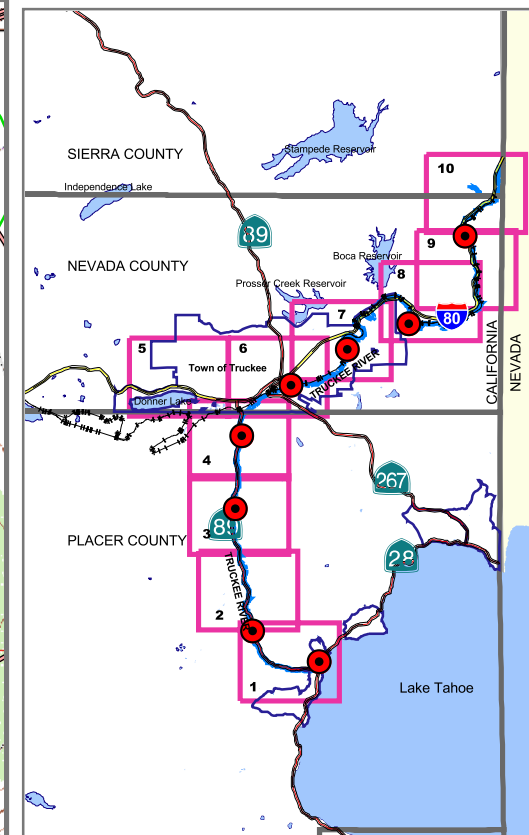 10
SIERRA COUNTY
Stampede Reservoir
Independence Lake
89
9
Boca Reservoir
NEVADA COUNTY
8
Prosser Creek Reservoir
7
80
5
6
CALIFORNIA
NEVADA
Town of Truckee
TRUCKEE RIVER
Donner Lake
4
267
3
89
PLACER COUNTY
28
TRUCKEE RIVER
2
1
Lake Tahoe